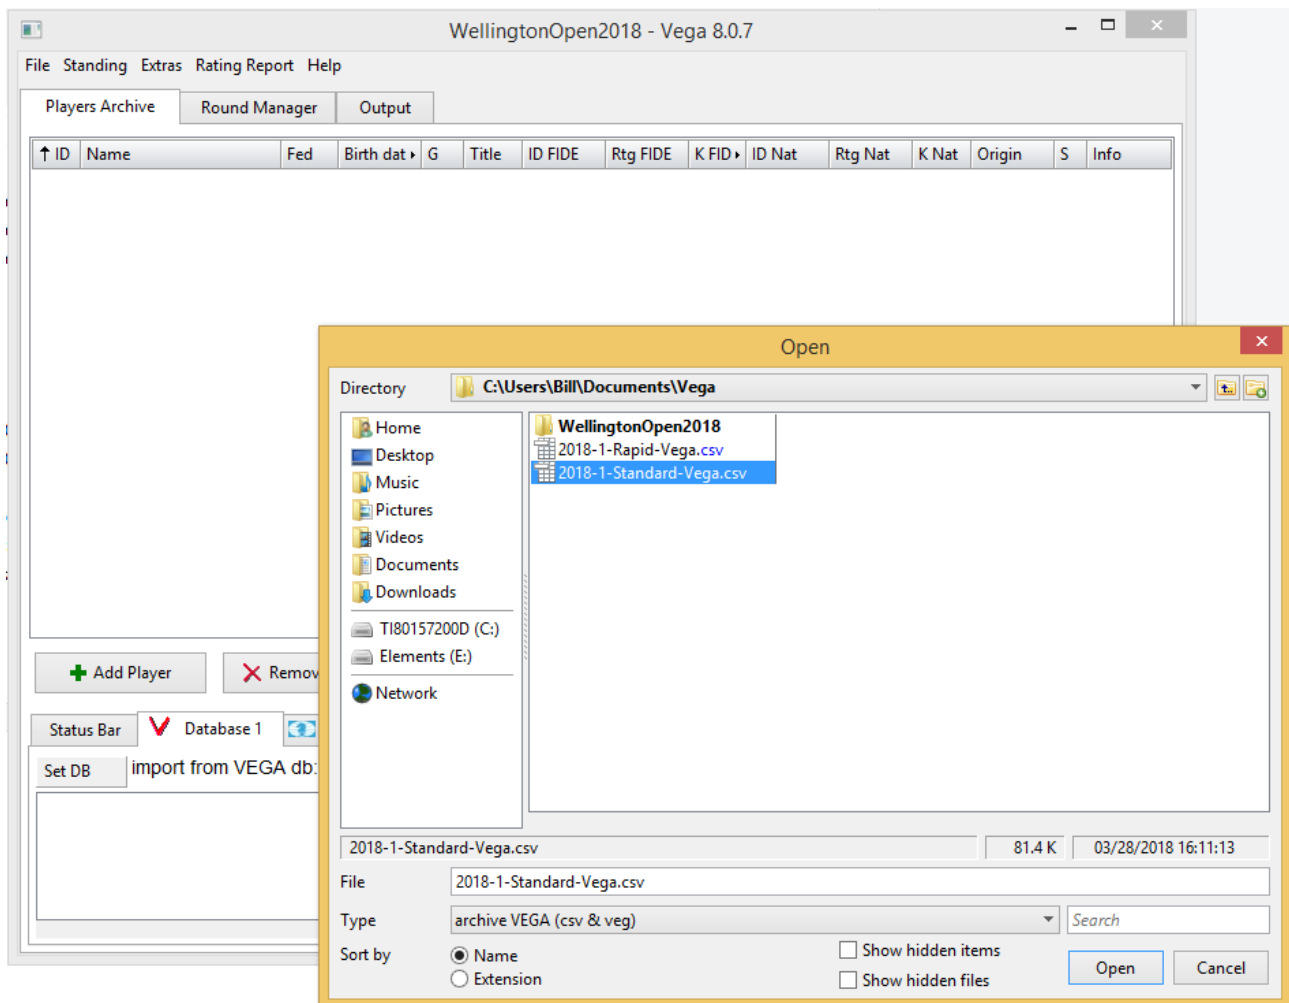 WellingtonOpen2018 - Vega 8.0.7
File Standing Extras Rating Report Help
Players Archive Round Manager Output
ID Name Fed Birth dat G Title ID FIDE Rtg FIDE K FID ID Nat Rtg Nat K Nat Origin S Info
Open
Directory C:\Users\Bill\Documents\Vega
Home
Desktop
Music
Pictures
Videos
Documents
Downloads
TI80157200D (C:)
Elements (E:)
Network
WellingtonOpen2018
2018-1-Rapid-Vega.csv
2018-1-Standard-Vega.csv
Add Player Remov
Status Bar Database 1
Set DB import from VEGA db:
2018-1-Standard-Vega.csv 81.4 K 03/28/2018 16:11:13
File 2018-1-Standard-Vega.csv
Type archive VEGA (csv & veg) Search
Sort by Name Show hidden items
Extension Show hidden files
Open Cancel